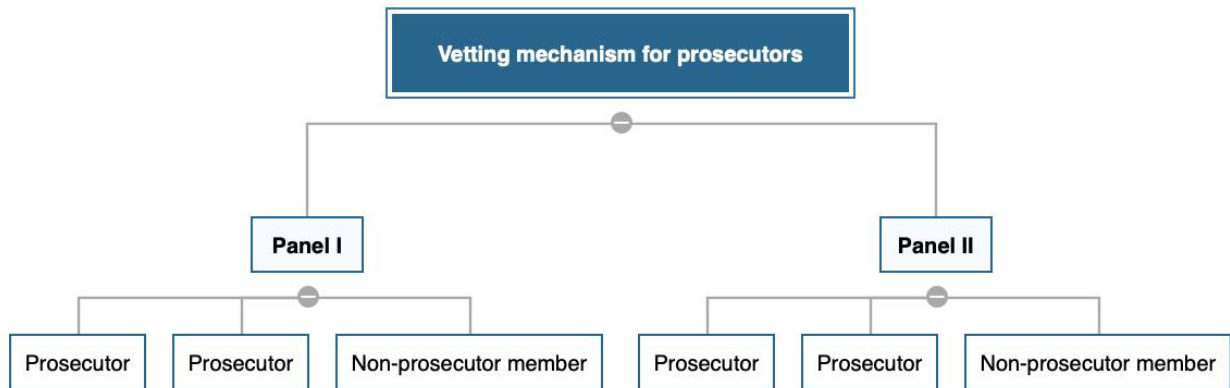 Vetting mechanism for prosecutors
Panel I
Panel II
Prosecutor
Prosecutor
Non-prosecutor member
Prosecutor
Prosecutor
Non-prosecutor member